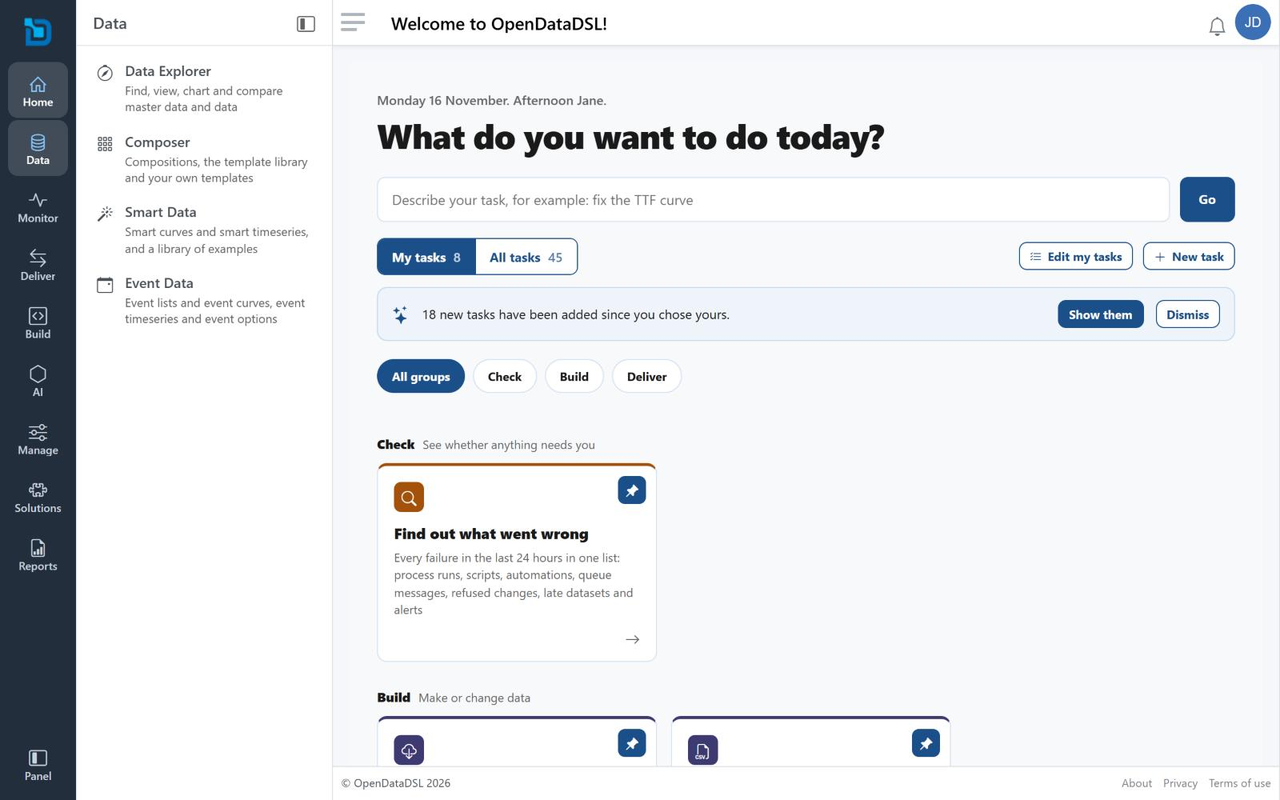 Data
Welcome to OpenDataDSL!
JD
Home
Data
Monitor
Deliver
Build
AI
Manage
Solutions
Reports
Panel
Data Explorer
Find, view, chart and compare
master data and data
Composer
Compositions, the template library
and your own templates
Smart Data
Smart curves and smart timeseries,
and a library of examples
Event Data
Event lists and event curves, event
timeseries and event options
Monday 16 November. Afternoon Jane.
What do you want to do today?
Describe your task, for example: fix the TTF curve
Go
My tasks 8
All tasks 45
Edit my tasks
New task
18 new tasks have been added since you chose yours.
Show them
Dismiss
All groups
Check
Build
Deliver
Check See whether anything needs you
Find out what went wrong
Every failure in the last 24 hours in one list:
process runs, scripts, automations, queue
messages, refused changes, late datasets and
alerts
Build Make or change data
CSV
© OpenDataDSL 2026
About
Privacy
Terms of use